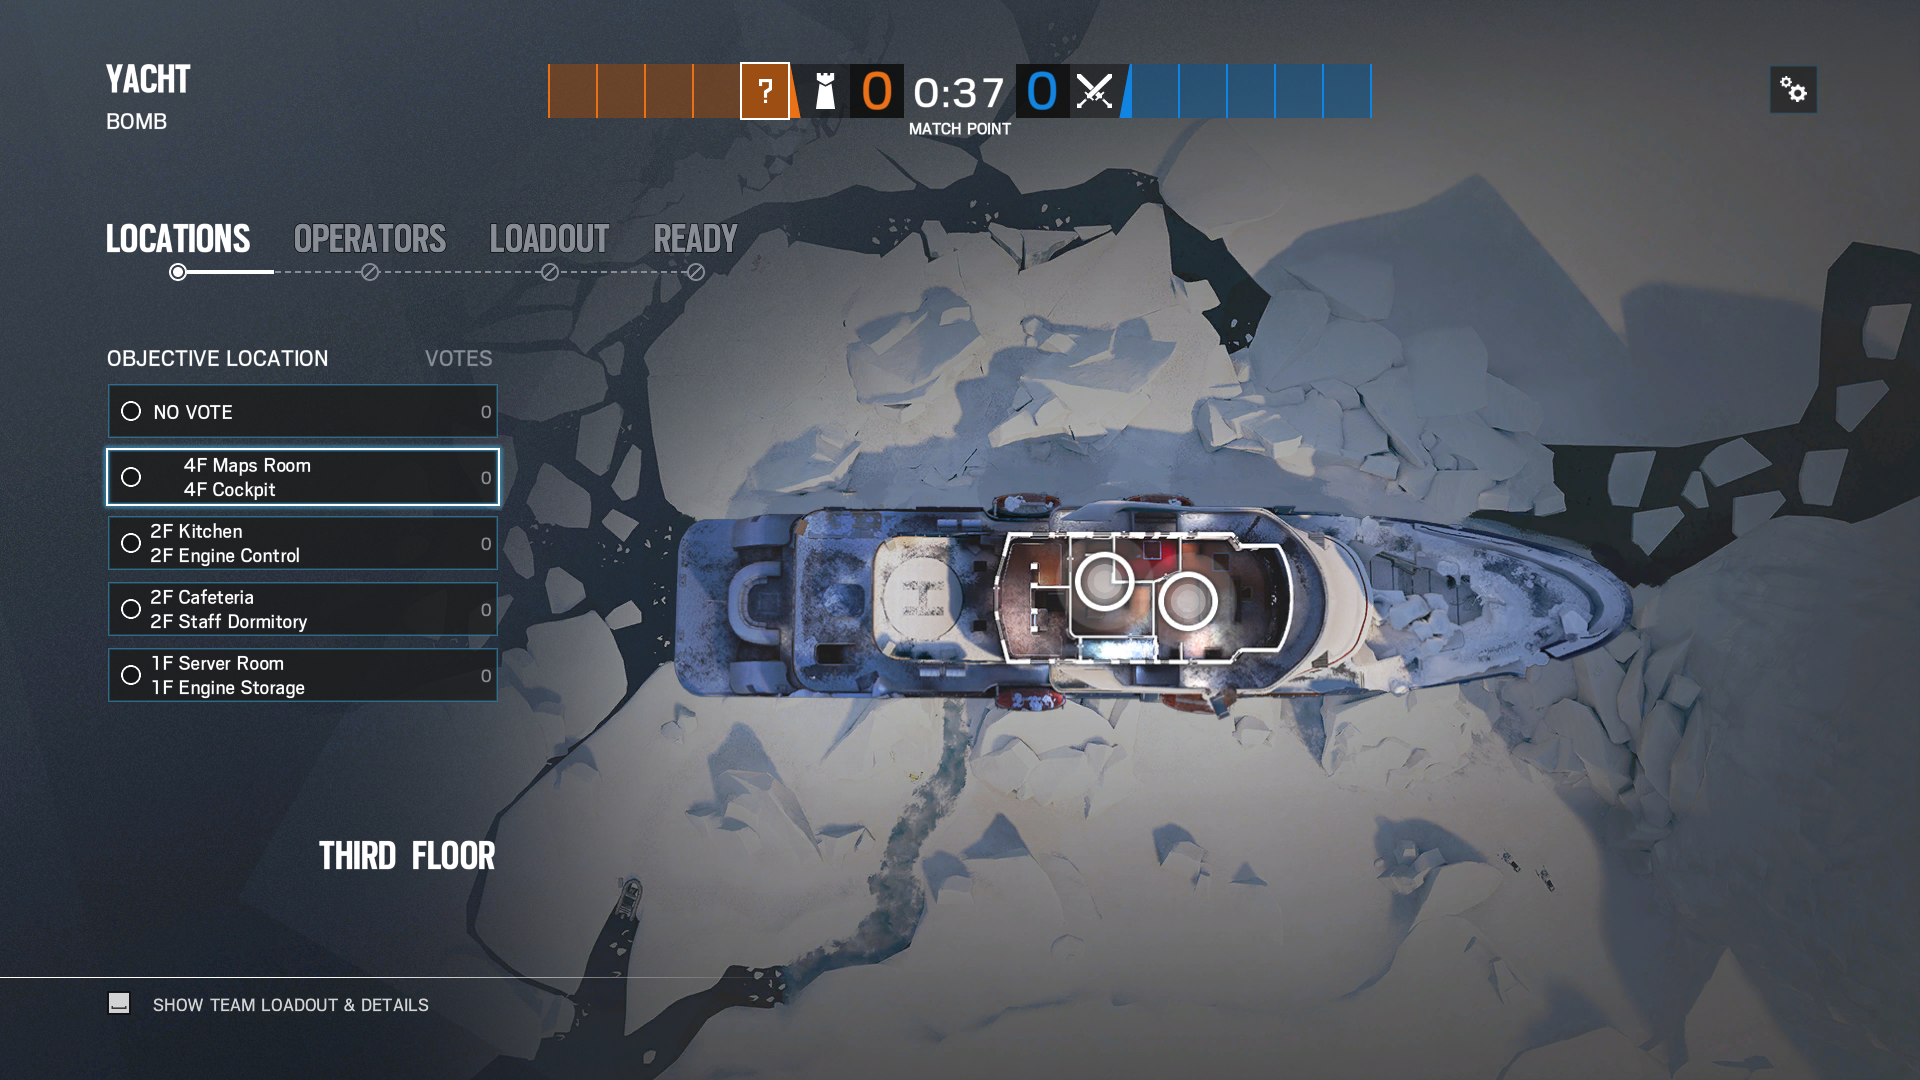 YACHT
BOMB
?
0
0:37
0
MATCH POINT
LOCATIONS
OPERATORS
LOADOUT
READY
OBJECTIVE LOCATION
VOTES
NO VOTE
0
4F Maps Room
4F Cockpit
0
2F Kitchen
2F Engine Control
0
2F Cafeteria
2F Staff Dormitory
0
1F Server Room
1F Engine Storage
0
H
THIRD FLOOR
SHOW TEAM LOADOUT & DETAILS